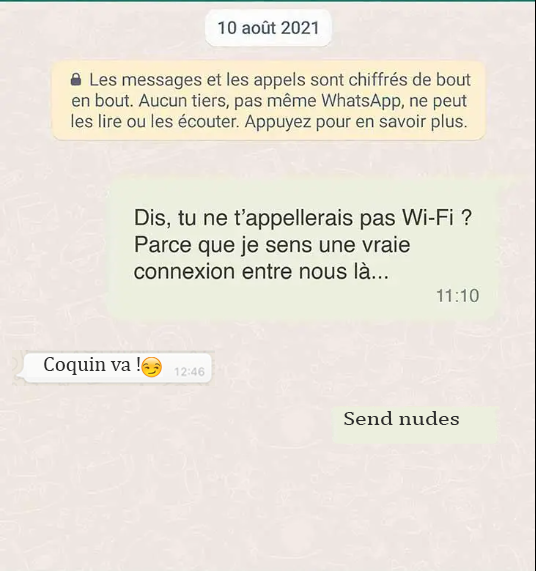 10 août 2021
Les messages et les appels sont chiffrés de bout
en bout. Aucun tiers, pas même WhatsApp, ne peut
les lire ou les écouter. Appuyez pour en savoir plus.
Dis, tu ne t’appellerais pas Wi-Fi ?
Parce que je sens une vraie
connexion entre nous là...
11:10
Coquin va !😏 12:46
Send nudes